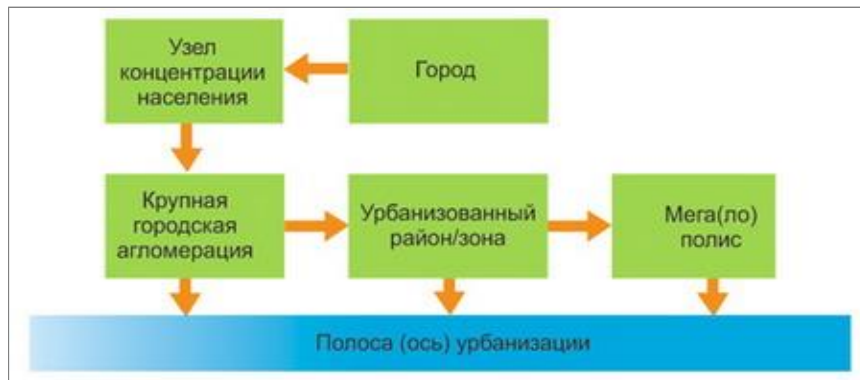 Узел
концентрации
населения
Город
Крупная
городская
агломерация
Урбанизованный
район/зона
Мега(ло)
полис
Полоса (ось) урбанизации